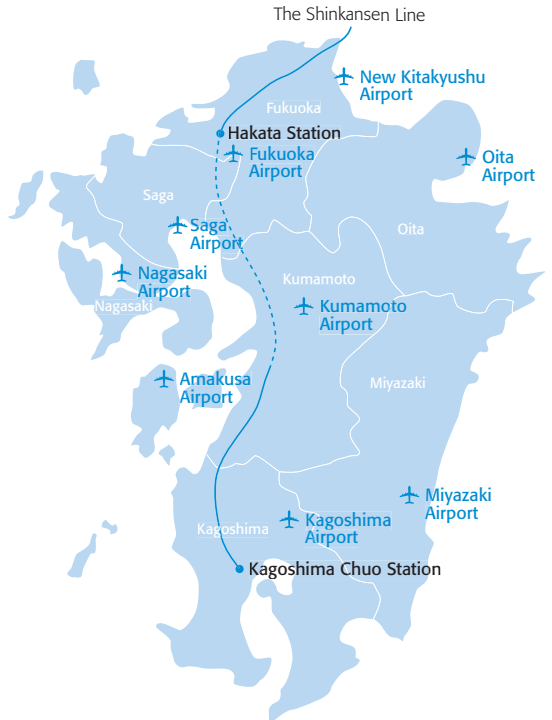 The Shinkansen Line
New Kitakyushu
Airport
Fukuoka
Hakata Station
Fukuoka
Airport
Oita
Airport
Saga
Saga
Airport
Oita
Nagasaki
Airport
Kumamoto
Nagasaki
Kumamoto
Airport
Amakusa
Airport
Miyazaki
Miyazaki
Airport
Kagoshima
Kagoshima
Airport
Kagoshima Chuo Station